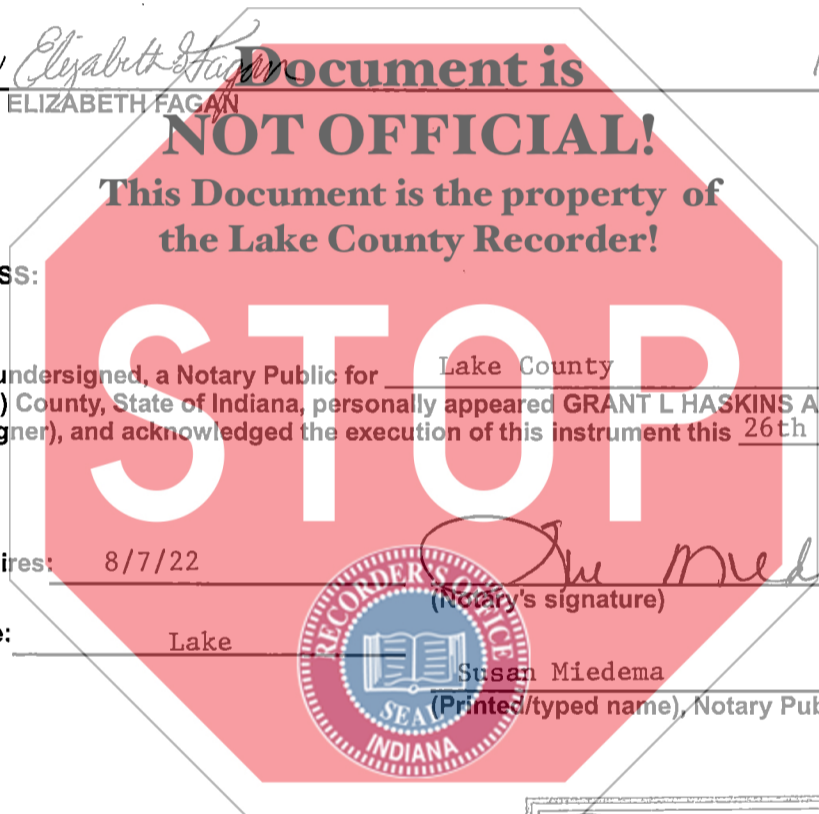 Elizabeth Fagan
Document is
ELIZABETH FAGAN
NOT OFFICIAL!
This Document is the property of
the Lake County Recorder!
SS:
STOP
undersigned, a Notary Public for Lake County
) County, State of Indiana, personally appeared GRANT L HASKINS A
gner), and acknowledged the execution of this instrument this 26th
ires: 8/7/22
(Notary's signature)
e: Lake
Susan Miedema
(Printed/typed name), Notary Pub
RECORDER'S OFFICE
SEAL
INDIANA